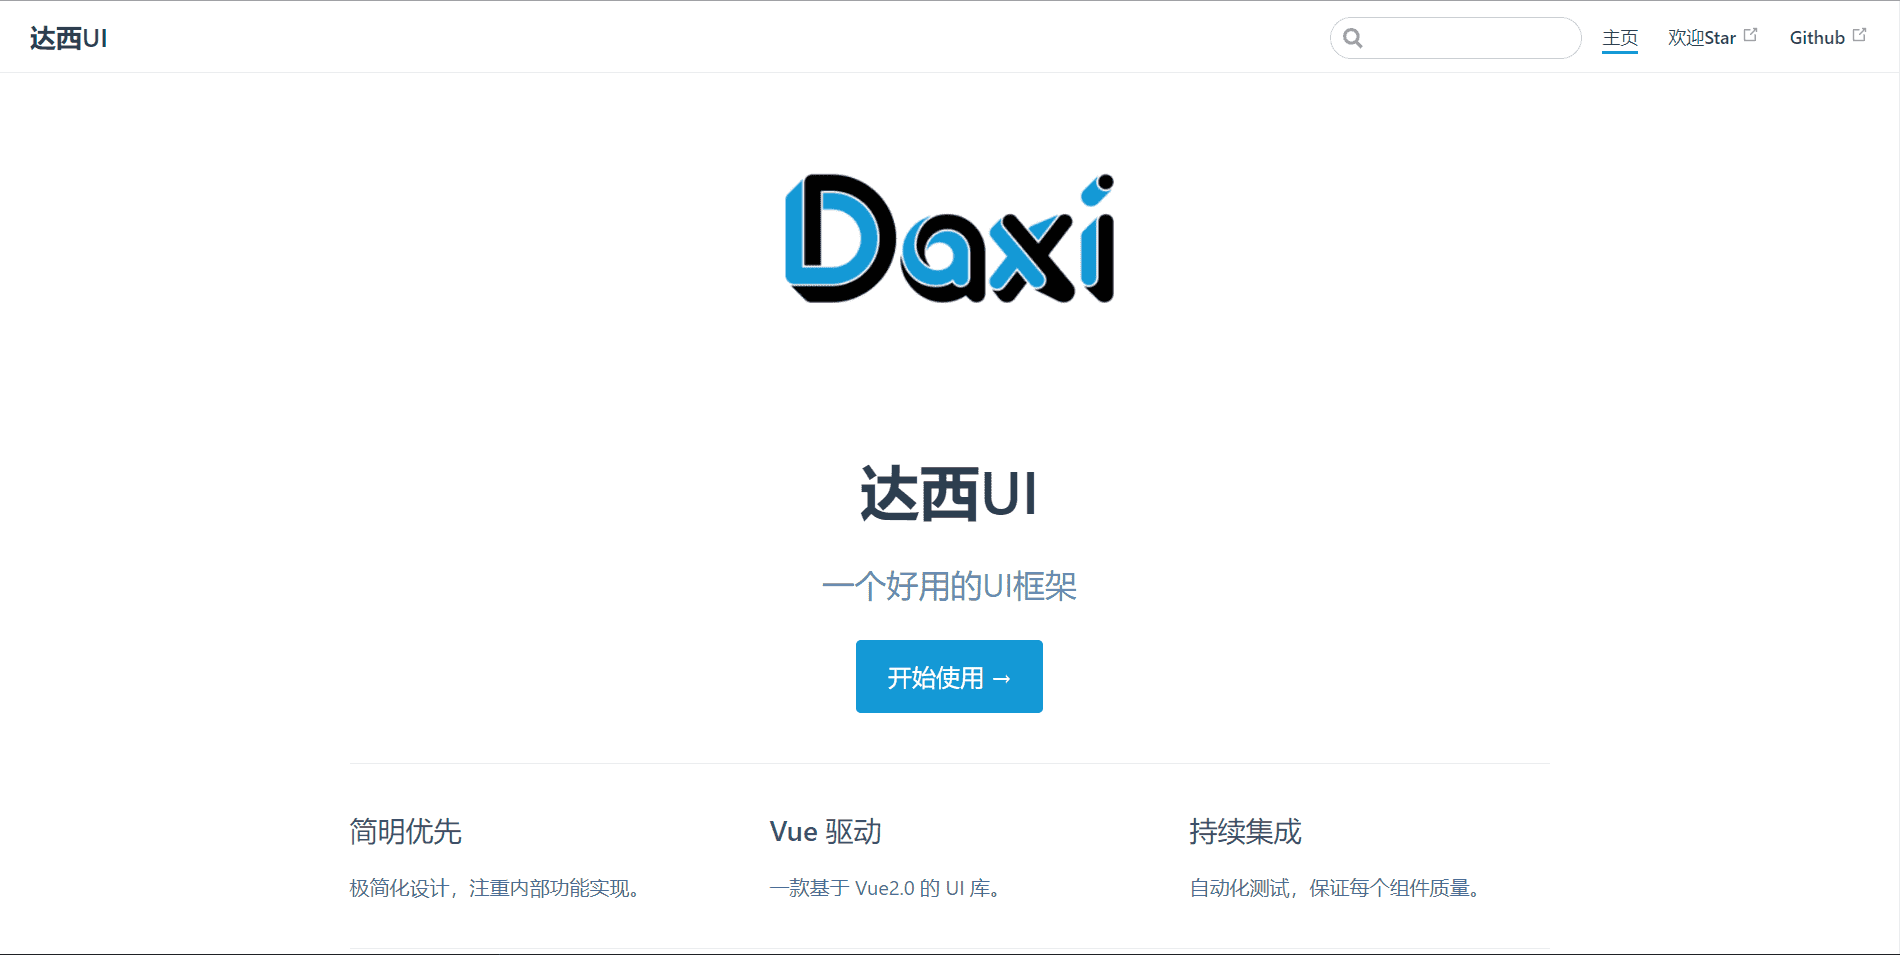 达西UI
主页 欢迎Star Github
Daxi
达西UI
一个好用的UI框架
开始使用 →
简明优先
极简化设计，注重内部功能实现。
Vue 驱动
一款基于 Vue2.0 的 UI 库。
持续集成
自动化测试，保证每个组件质量。